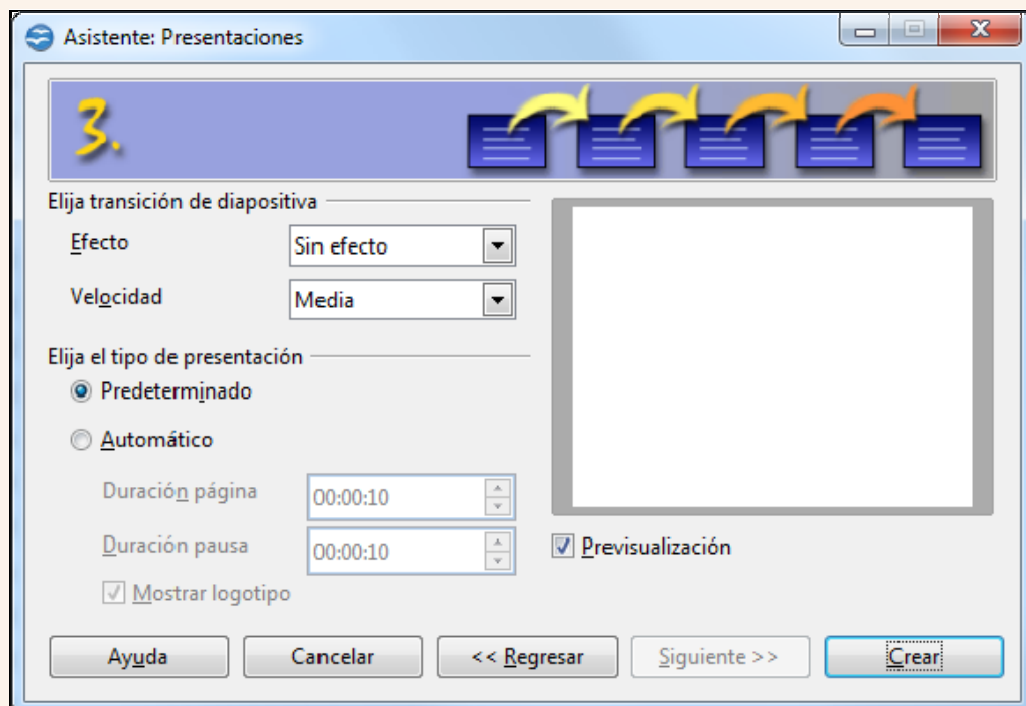 Asistente: Presentaciones
3.
Elija transición de diapositiva
Efecto
Sin efecto
Velocidad
Media
Elija el tipo de presentación
Predeterminado
Automático
Duración página
00:00:10
Duración pausa
00:00:10
Mostrar logotipo
Previsualización
Ayuda
Cancelar
<< Regresar
Siguiente >>
Crear